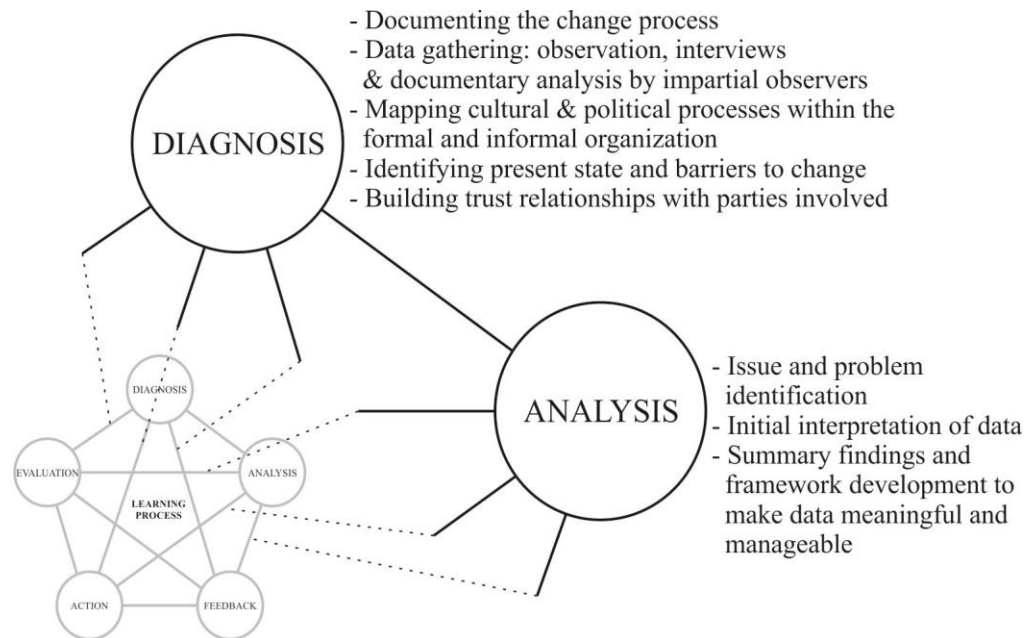 - Documenting the change process
- Data gathering: observation, interviews
& documentary analysis by impartial observers
- Mapping cultural & political processes within the
formal and informal organization
- Identifying present state and barriers to change
- Building trust relationships with parties involved
DIAGNOSIS
- Issue and problem
identification
- Initial interpretation of data
- Summary findings and
framework development to
make data meaningful and
manageable
ANALYSIS
DIAGNOSIS
EVALUATION
ANALYSIS
LEARNING
PROCESS
ACTION
FEEDBACK